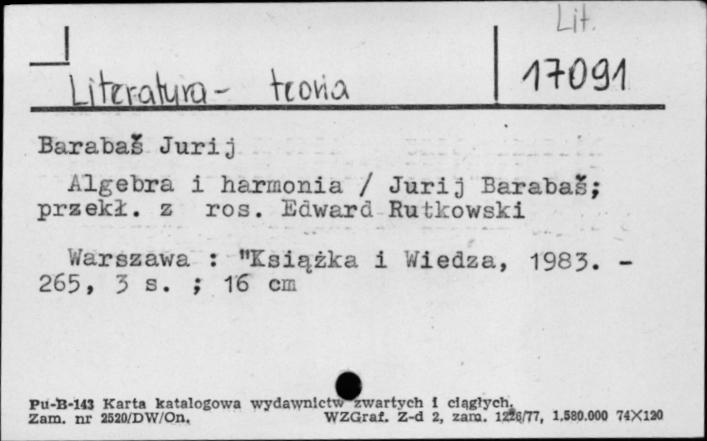 Lit.
Literatura - teoria
17091
Barabaš Jurij
Algebra i harmonia / Jurij Barabaš;
przekł. z ros. Edward Rutkowski
Warszawa : "Książka i Wiedza, 1983. -
265, 3 s. ; 16 cm
Pu-B-143 Karta katalogowa wydawnictw zwartych i ciągłych.
Zam. nr 2520/DW/On. WZGraf. Z-d 2, zam. 1226/77, 1.580.000 74X120